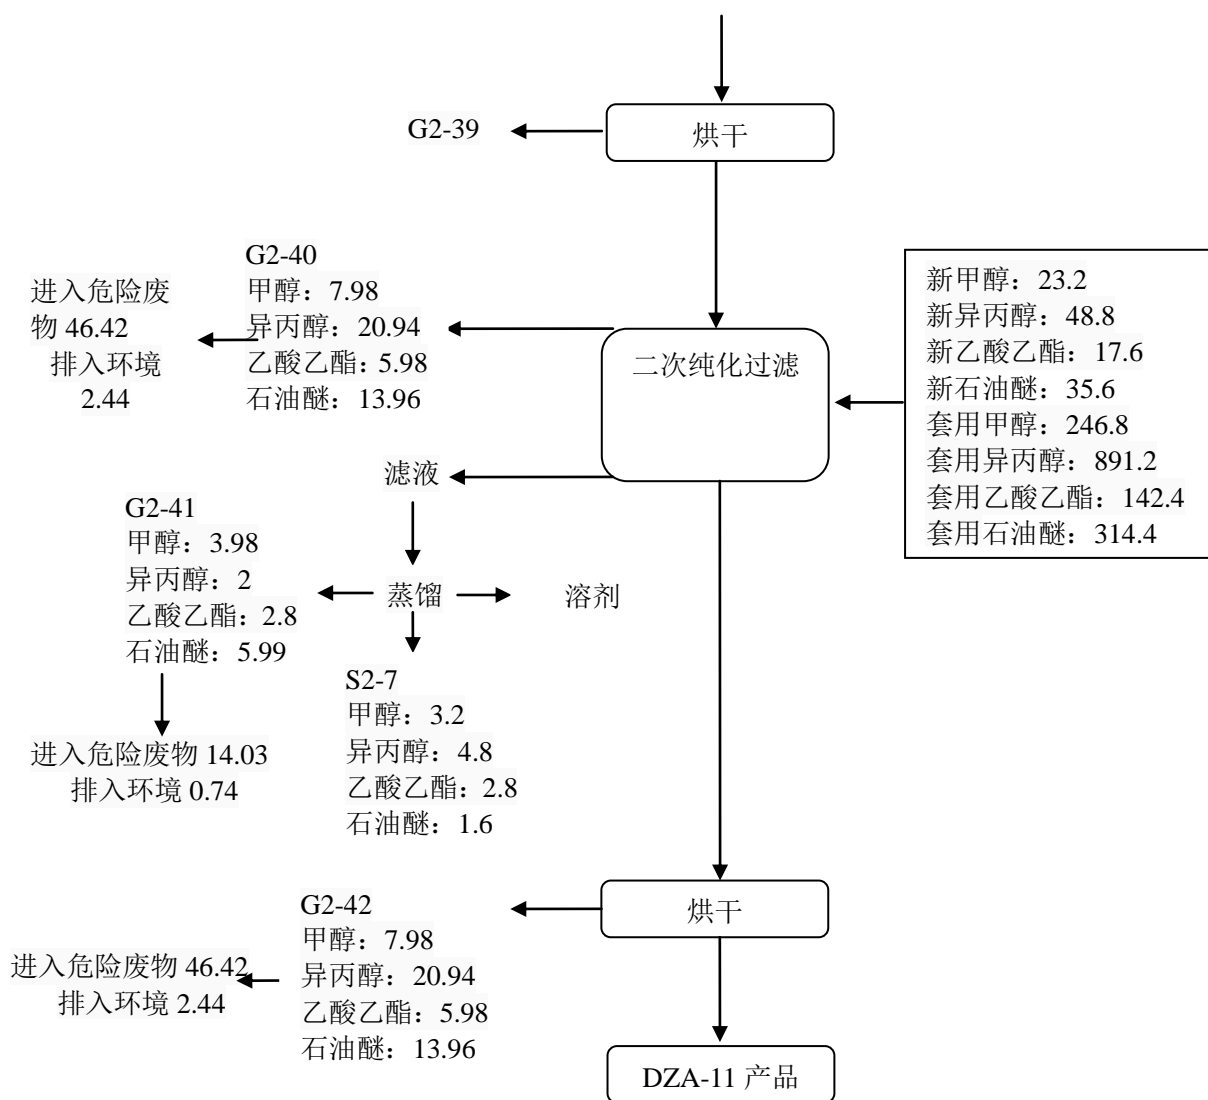 G2-39
烘干
G2-40
甲醇：7.98
异丙醇：20.94
乙酸乙酯：5.98
石油醚：13.96
进入危险废
物 46.42
排入环境
2.44
二次纯化过滤
新甲醇：23.2
新异丙醇：48.8
新乙酸乙酯：17.6
新石油醚：35.6
套用甲醇：246.8
套用异丙醇：891.2
套用乙酸乙酯：142.4
套用石油醚：314.4
滤液
G2-41
甲醇：3.98
异丙醇：2
乙酸乙酯：2.8
石油醚：5.99
蒸馏
溶剂
S2-7
甲醇：3.2
异丙醇：4.8
乙酸乙酯：2.8
石油醚：1.6
进入危险废物 14.03
排入环境 0.74
烘干
G2-42
甲醇：7.98
异丙醇：20.94
乙酸乙酯：5.98
石油醚：13.96
进入危险废物 46.42
排入环境 2.44
DZA-11 产品